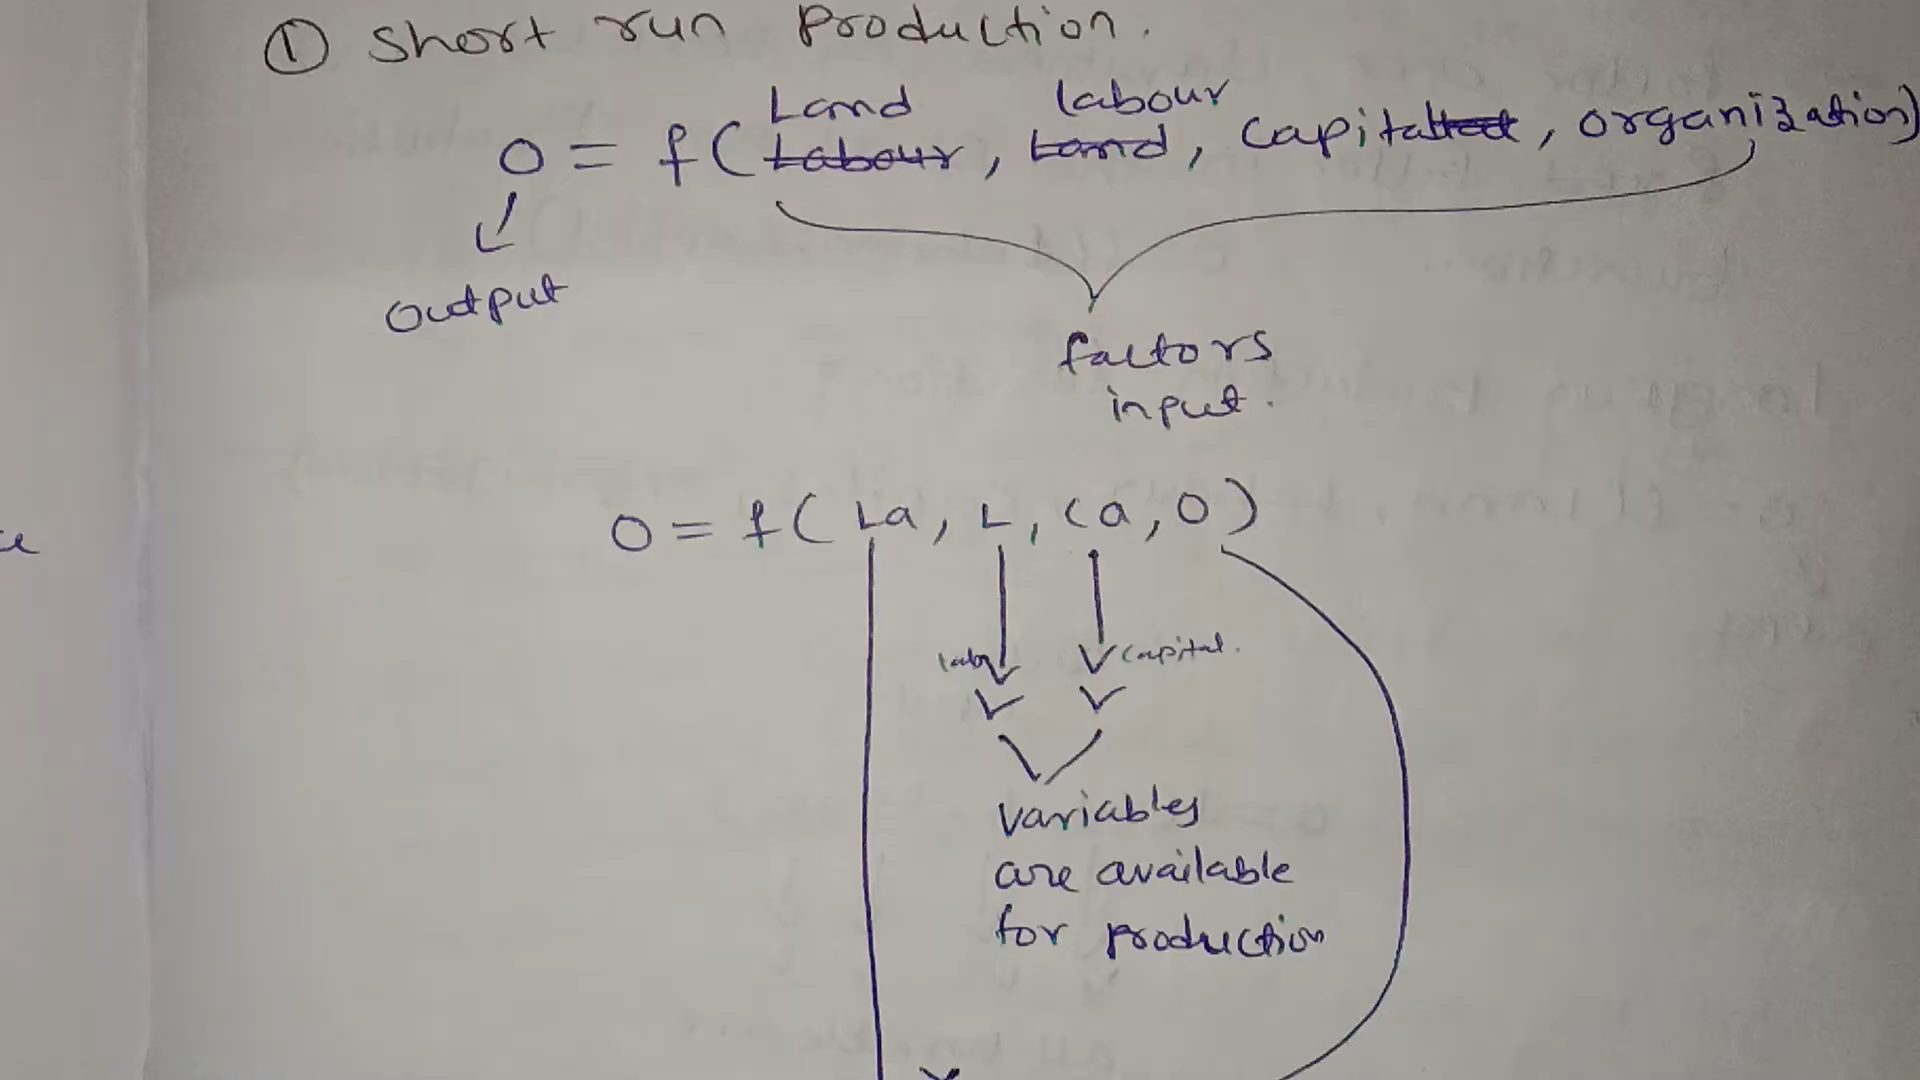 ① Short run Production.
Land labour
O = f(Labour, Land, Capital, organization)
output
factors
input.
O = f(La, L, Ca, O)
capital.
variables
are available
for production